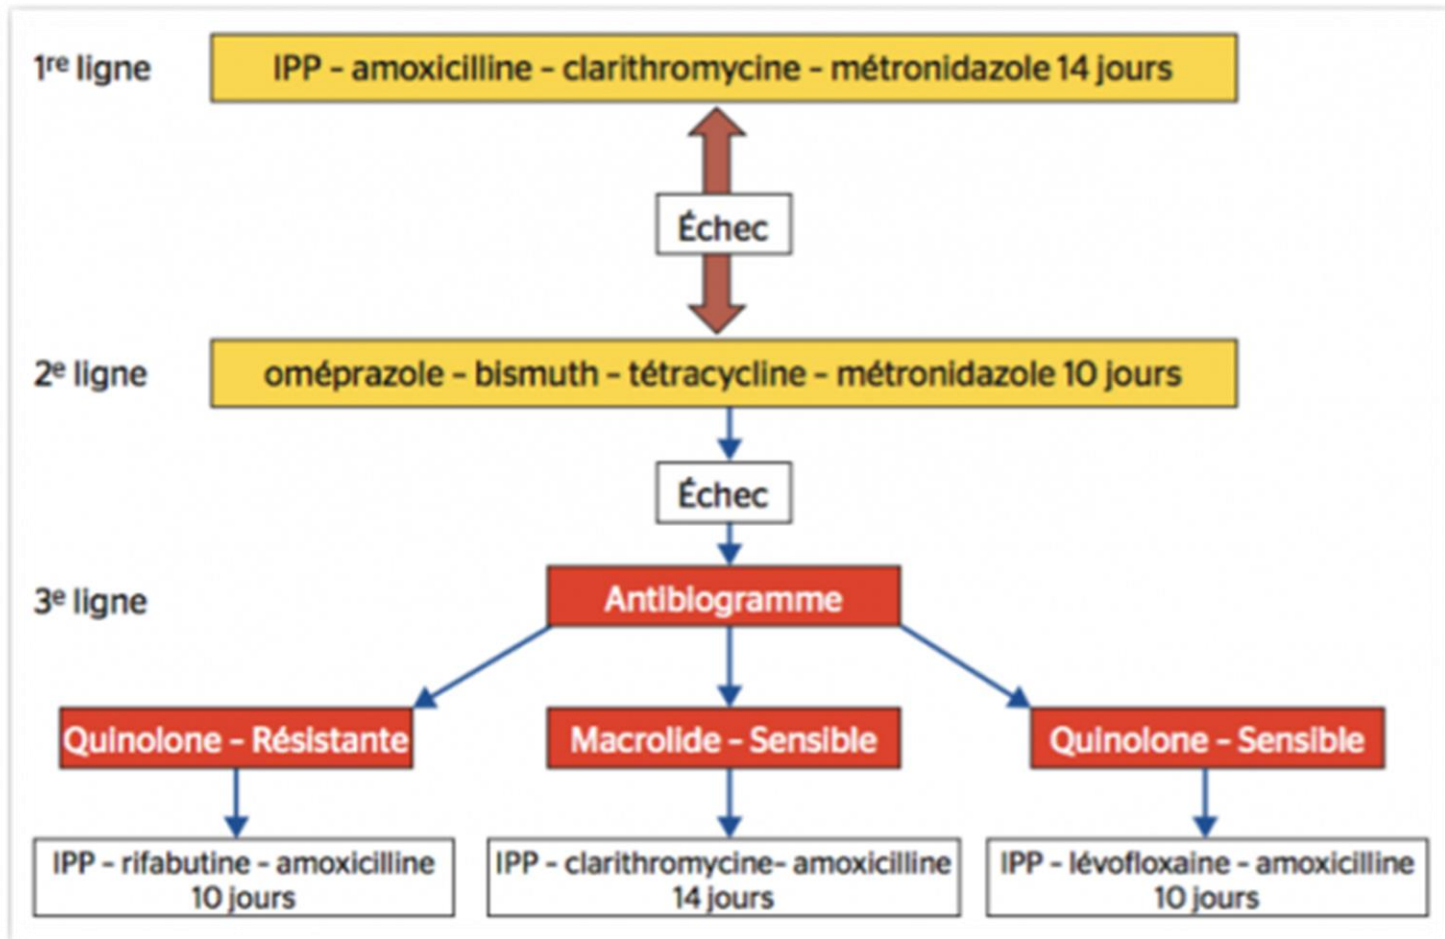 1re ligne
IPP – amoxicilline – clarithromycine – métronidazole 14 jours
Échec
2e ligne
oméprazole – bismuth – tétracycline – métronidazole 10 jours
Échec
3e ligne
Antibiogramme
Quinolone – Résistante
Macrolide – Sensible
Quinolone – Sensible
IPP – rifabutine – amoxicilline
10 jours
IPP – clarithromycine– amoxicilline
14 jours
IPP – lévofloxaine – amoxicilline
10 jours